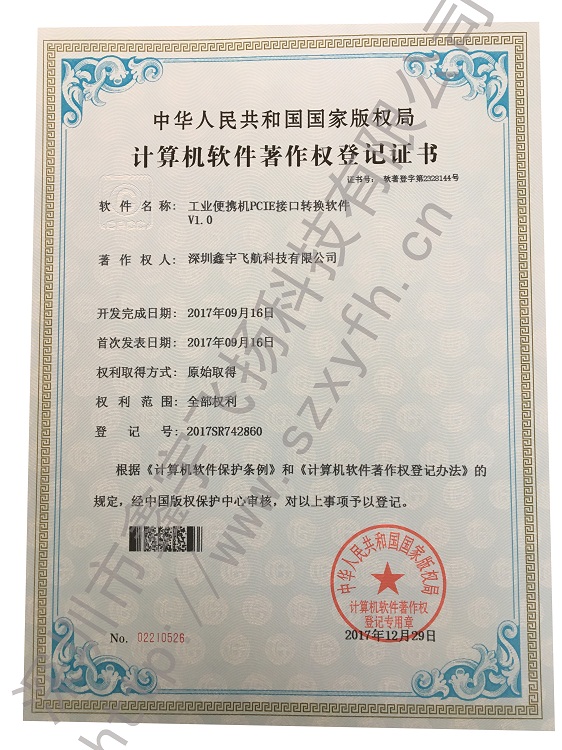 中华人民共和国国家版权局
计算机软件著作权登记证书
证书号: 软著登字第2328144号
软件名称: 工业便携机PCIE接口转换软件
V1.0
著作权人: 深圳鑫宇飞航科技有限公司
开发完成日期: 2017年09月16日
首次发表日期: 2017年09月16日
权利取得方式: 原始取得
权利范围: 全部权利
登记号: 2017SR742860
根据《计算机软件保护条例》和《计算机软件著作权登记办法》的
规定，经中国版权保护中心审核，对以上事项予以登记。
中华人民共和国国家版权局
计算机软件著作权
登记专用章
No. 02210526
2017年12月29日
深圳市鑫宇飞扬科技有限公司
http://www.szxyfh.cn